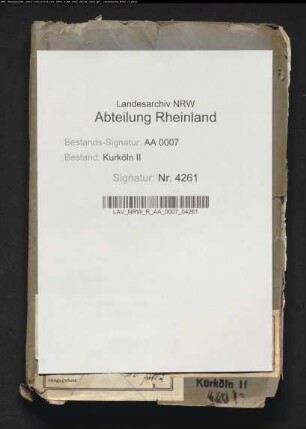 Landesarchiv NRW
Abteilung Rheinland
Bestands-Signatur: AA 0007
Bestand: Kurköln II
Signatur: Nr. 4261
LAV_NRW_R_AA_0007_04261
Kurköln II